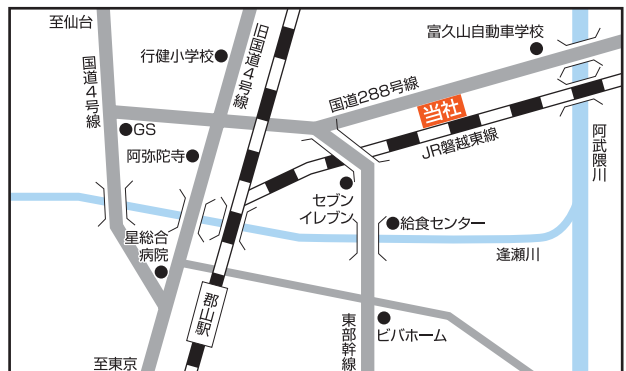 至仙台
国道4号線
行健小学校
旧国道4号線
富久山自動車学校
国道288号線
当社
JR磐越東線
GS
阿弥陀寺
阿武隈川
セブン
イレブン
給食センター
星総合
病院
逢瀬川
郡山駅
東部幹線
ビバホーム
至東京